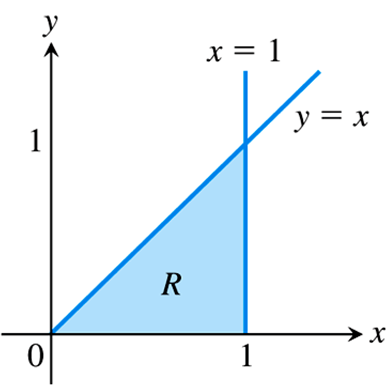 y
x = 1
y = x
1
R
x
0
1